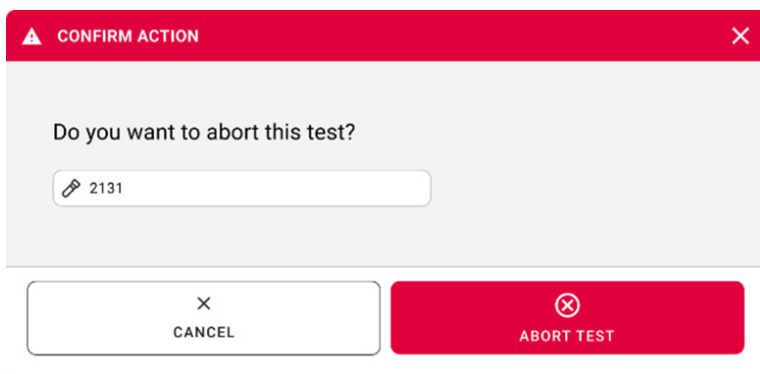 CONFIRM ACTION
Do you want to abort this test?
2131
CANCEL
ABORT TEST